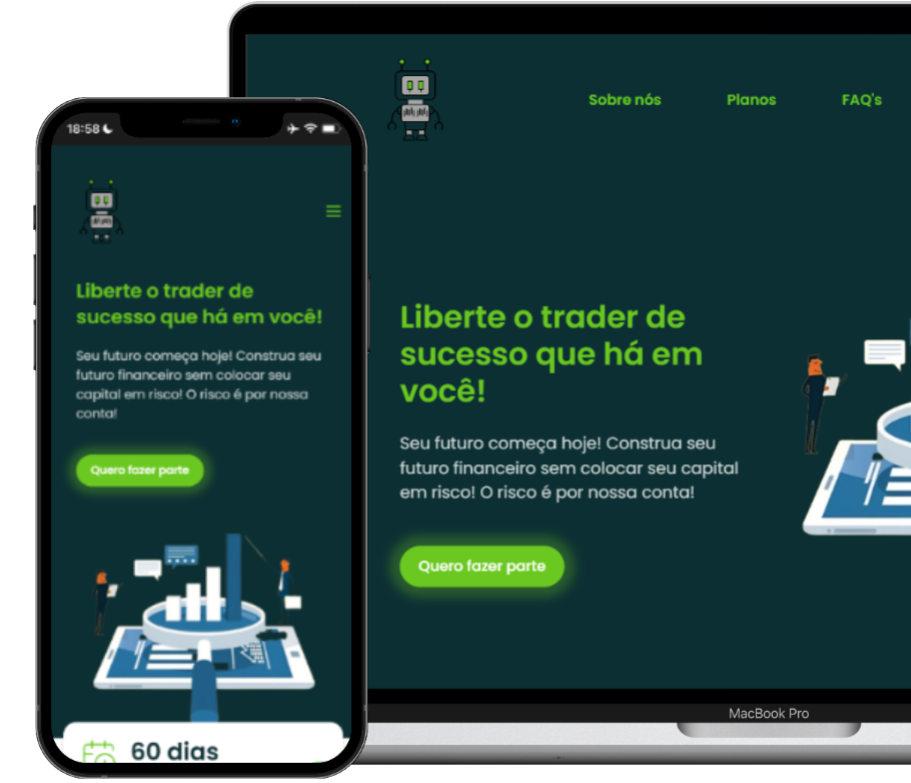 18:58
Liberte o trader de
sucesso que há em você!
Seu futuro começa hoje! Construa seu
futuro financeiro sem colocar seu
capital em risco! O risco é por nossa
conta!
Quero fazer parte
60 dias
Sobre nós
Planos
FAQ's
Liberte o trader de
sucesso que há em
você!
Seu futuro começa hoje! Construa seu
futuro financeiro sem colocar seu capital
em risco! O risco é por nossa conta!
Quero fazer parte
MacBook Pro